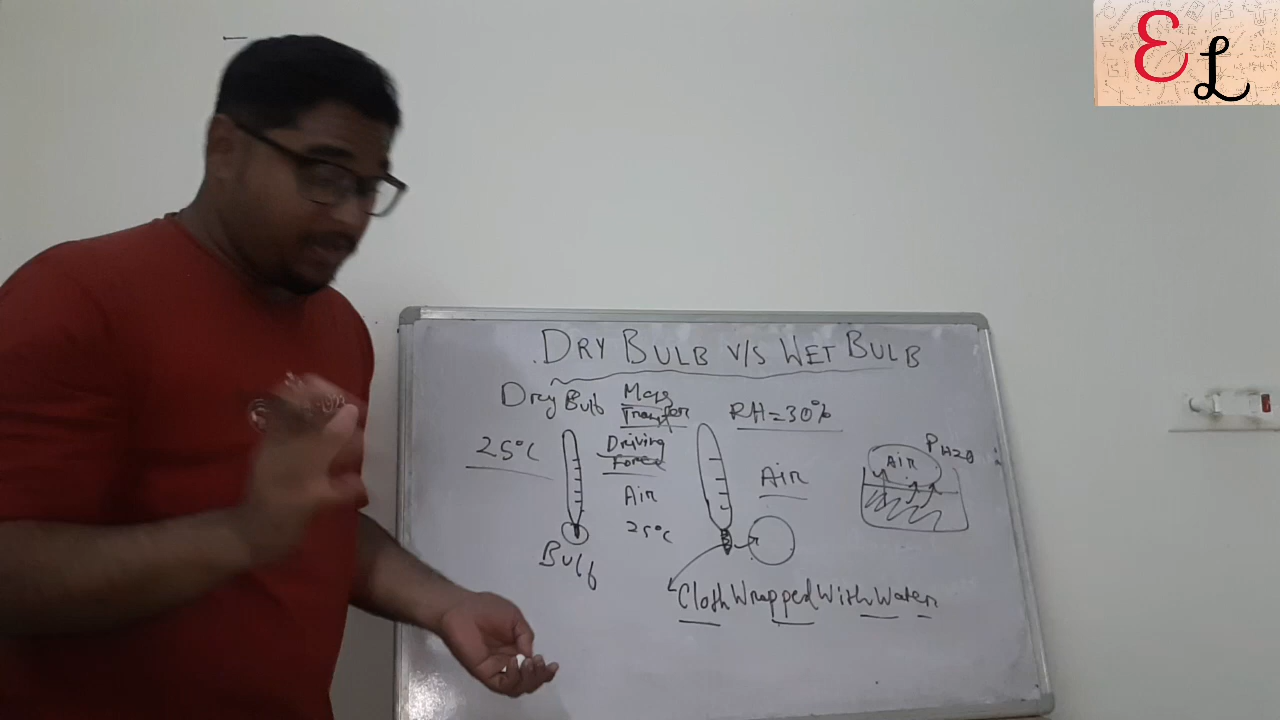 EL
DRY BULB V/S WET BULB
Dry Bulb
25°C
Bulb
Mass
Transfer
Driving
Force
Air
25°C
RH=30%
Air
Cloth Wrapped With Water
AIR
PH20